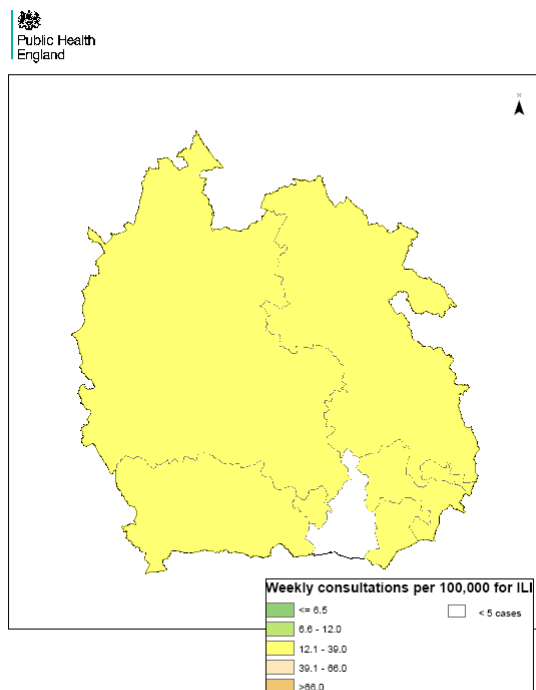 Public Health
England
N
Weekly consultations per 100,000 for ILI
<= 6.5
< 5 cases
6.6 - 12.0
12.1 - 39.0
39.1 - 66.0
>66.0